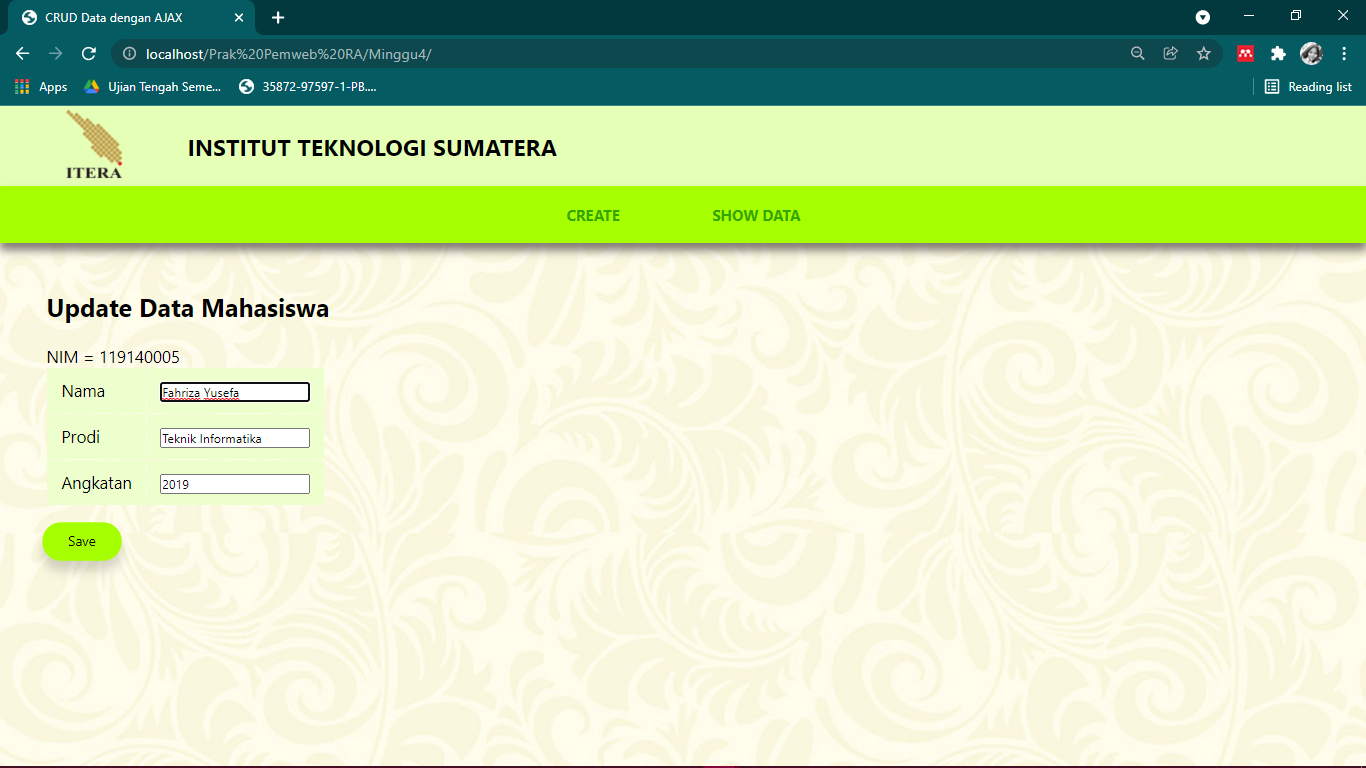 CRUD Data dengan AJAX
localhost/Prak%20Pemweb%20RA/Minggu4/
Apps Ujian Tengah Seme... 35872-97597-1-PB.... Reading list
ITERA
INSTITUT TEKNOLOGI SUMATERA
CREATE SHOW DATA
Update Data Mahasiswa
NIM = 119140005
Nama Fahriza Yusefa
Prodi Teknik Informatika
Angkatan 2019
Save